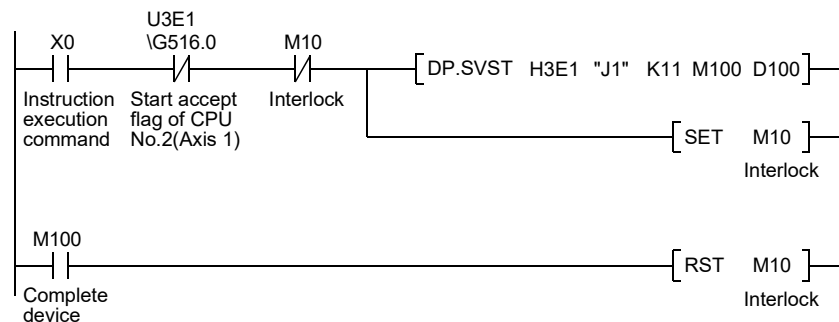 U3E1
X0 \G516.0 M10
DP.SVST H3E1 "J1" K11 M100 D100
Instruction execution command
Start accept flag of CPU No.2(Axis 1)
Interlock
SET M10
Interlock
M100
RST M10
Complete device
Interlock